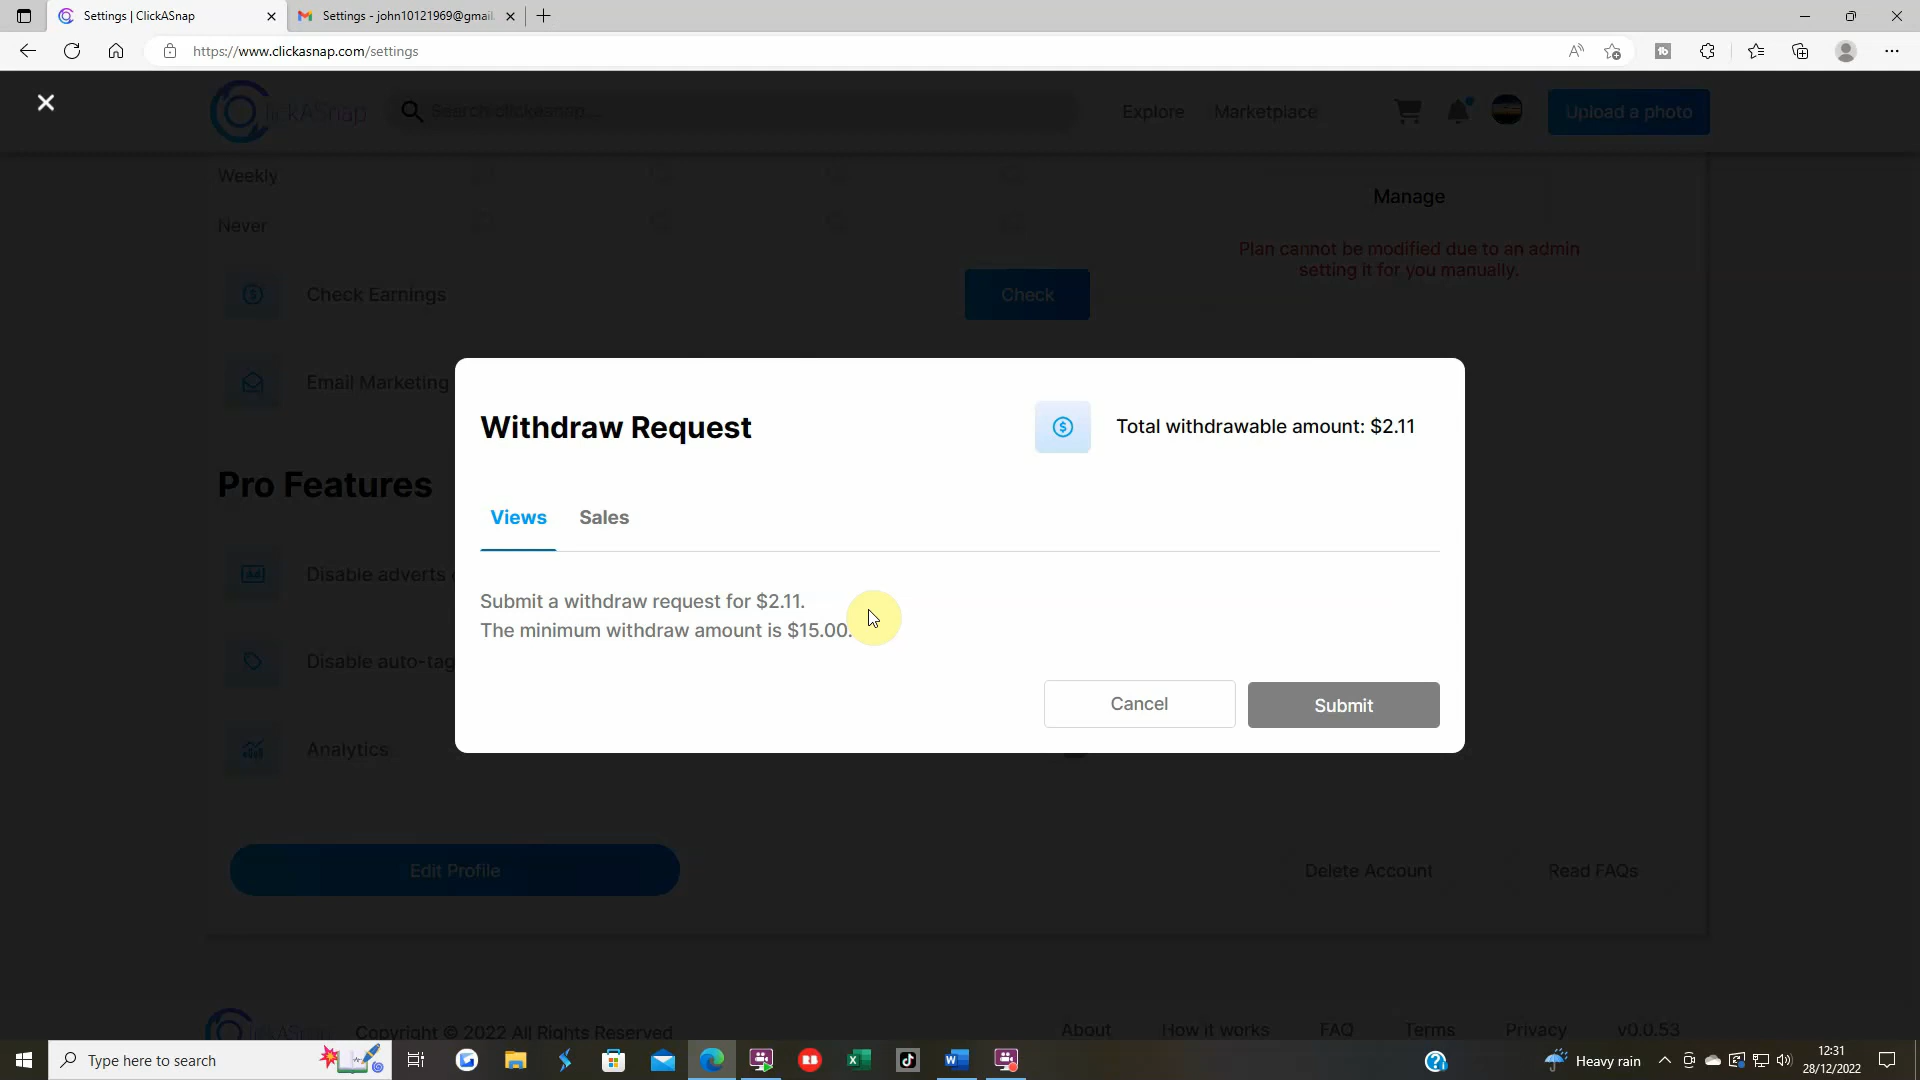 Settings | ClickASnap
Settings - john10121969@gmail.
https://www.clickasnap.com/settings
ClickASnap
Search clickasnap...
Explore
Marketplace
Upload a photo
Weekly
Never
Manage
Plan cannot be modified due to an admin
setting it for you manually.
Check Earnings
Check
Email Marketing
Withdraw Request
Total withdrawable amount: $2.11
Views
Sales
Submit a withdraw request for $2.11.
The minimum withdraw amount is $15.00.
Cancel
Submit
Pro Features
Disable adverts
Disable auto-tag
Analytics
Edit Profile
Delete Account
Read FAQs
Copyright © 2022 All Rights Reserved
About
How it works
FAQ
Terms
Privacy
v0.0.53
Type here to search
Heavy rain
12:31
28/12/2022